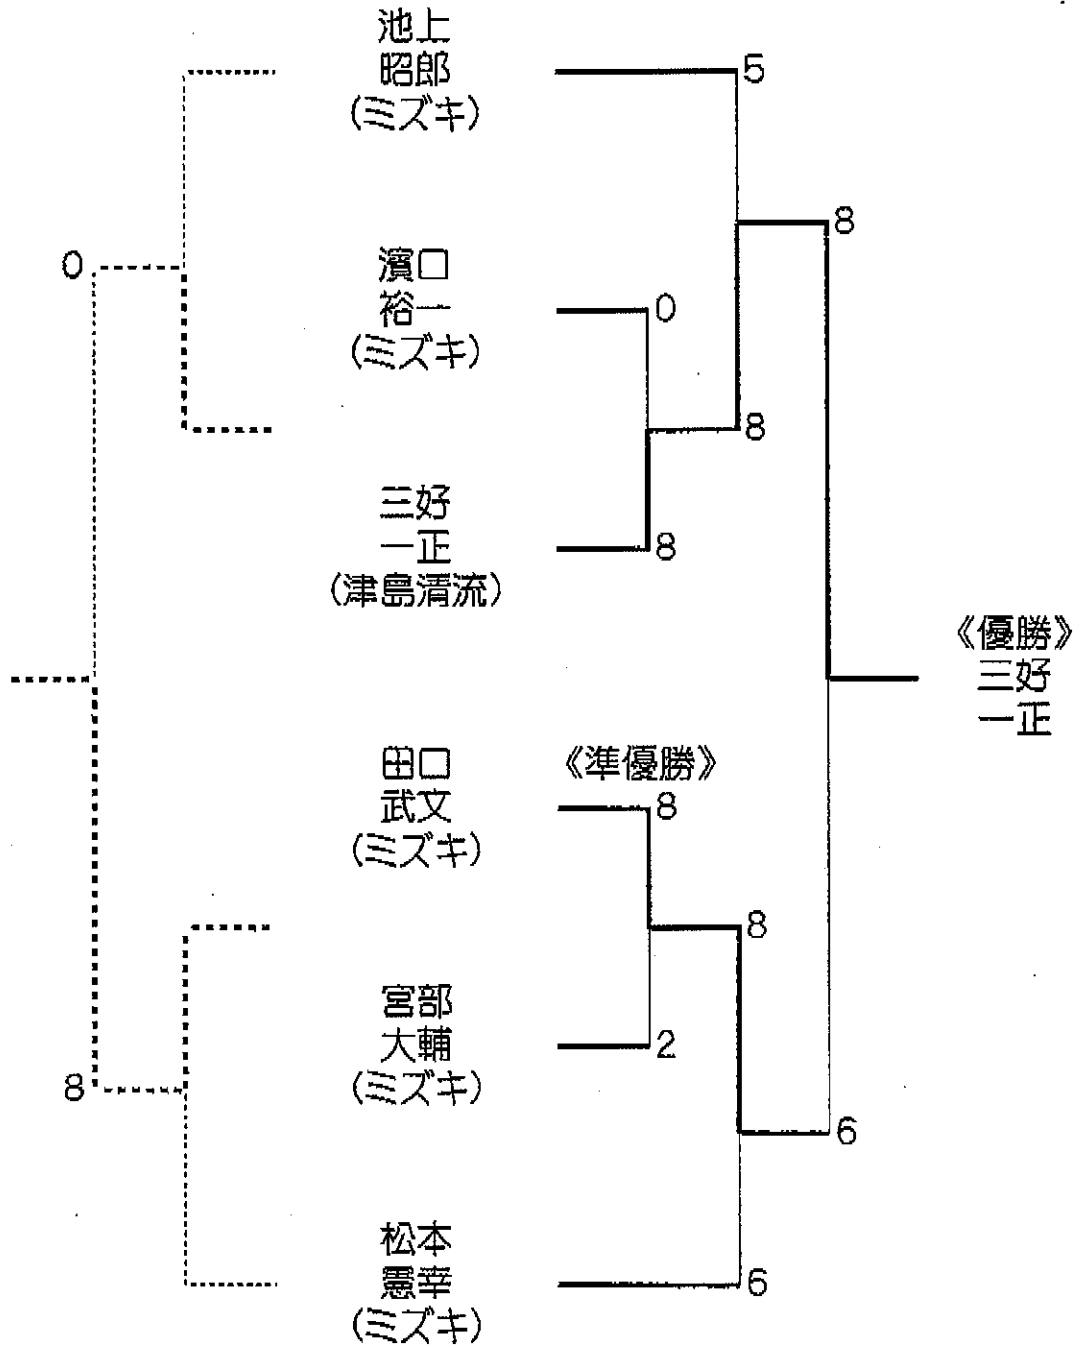 池上
昭郎
(ミズキ)
5
8
0
濱口
裕一
(ミズキ)
0
8
三好
一正
(津島清流)
8
《優勝》
三好
一正
田口
武文
(ミズキ)
《準優勝》
8
8
宮部
大輔
(ミズキ)
2
8
6
松本
憲幸
(ミズキ)
6